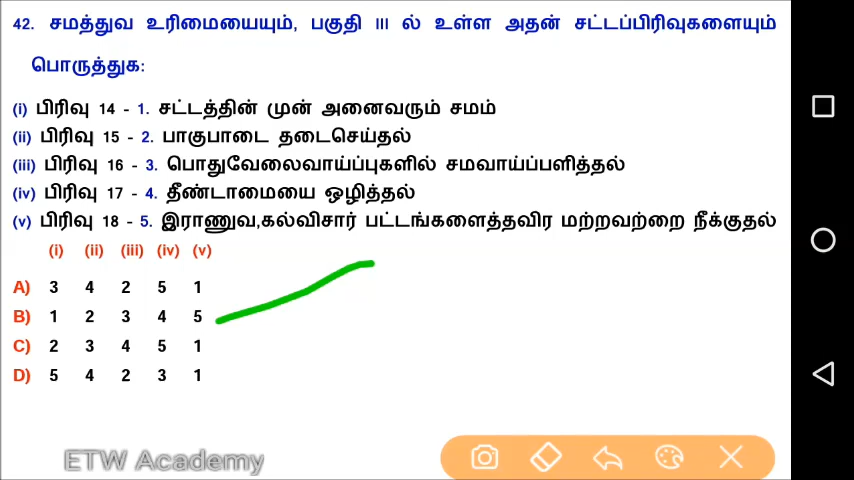 42. சமத்துவ உரிமையையும், பகுதி III ல் உள்ள அதன் சட்டப்பிரிவுகளையும்
பொருத்துக:
(i) பிரிவு 14 - 1. சட்டத்தின் முன் அனைவரும் சமம்
(ii) பிரிவு 15 - 2. பாகுபாடை தடைசெய்தல்
(iii) பிரிவு 16 - 3. பொதுவேலைவாய்ப்புகளில் சமவாய்ப்பளித்தல்
(iv) பிரிவு 17 - 4. தீண்டாமையை ஒழித்தல்
(v) பிரிவு 18 - 5. இராணுவ,கல்விசார் பட்டங்களைத்தவிர மற்றவற்றை நீக்குதல்
(i) (ii) (iii) (iv) (v)
A) 3 4 2 5 1
B) 1 2 3 4 5
C) 2 3 4 5 1
D) 5 4 2 3 1
ETW Academy